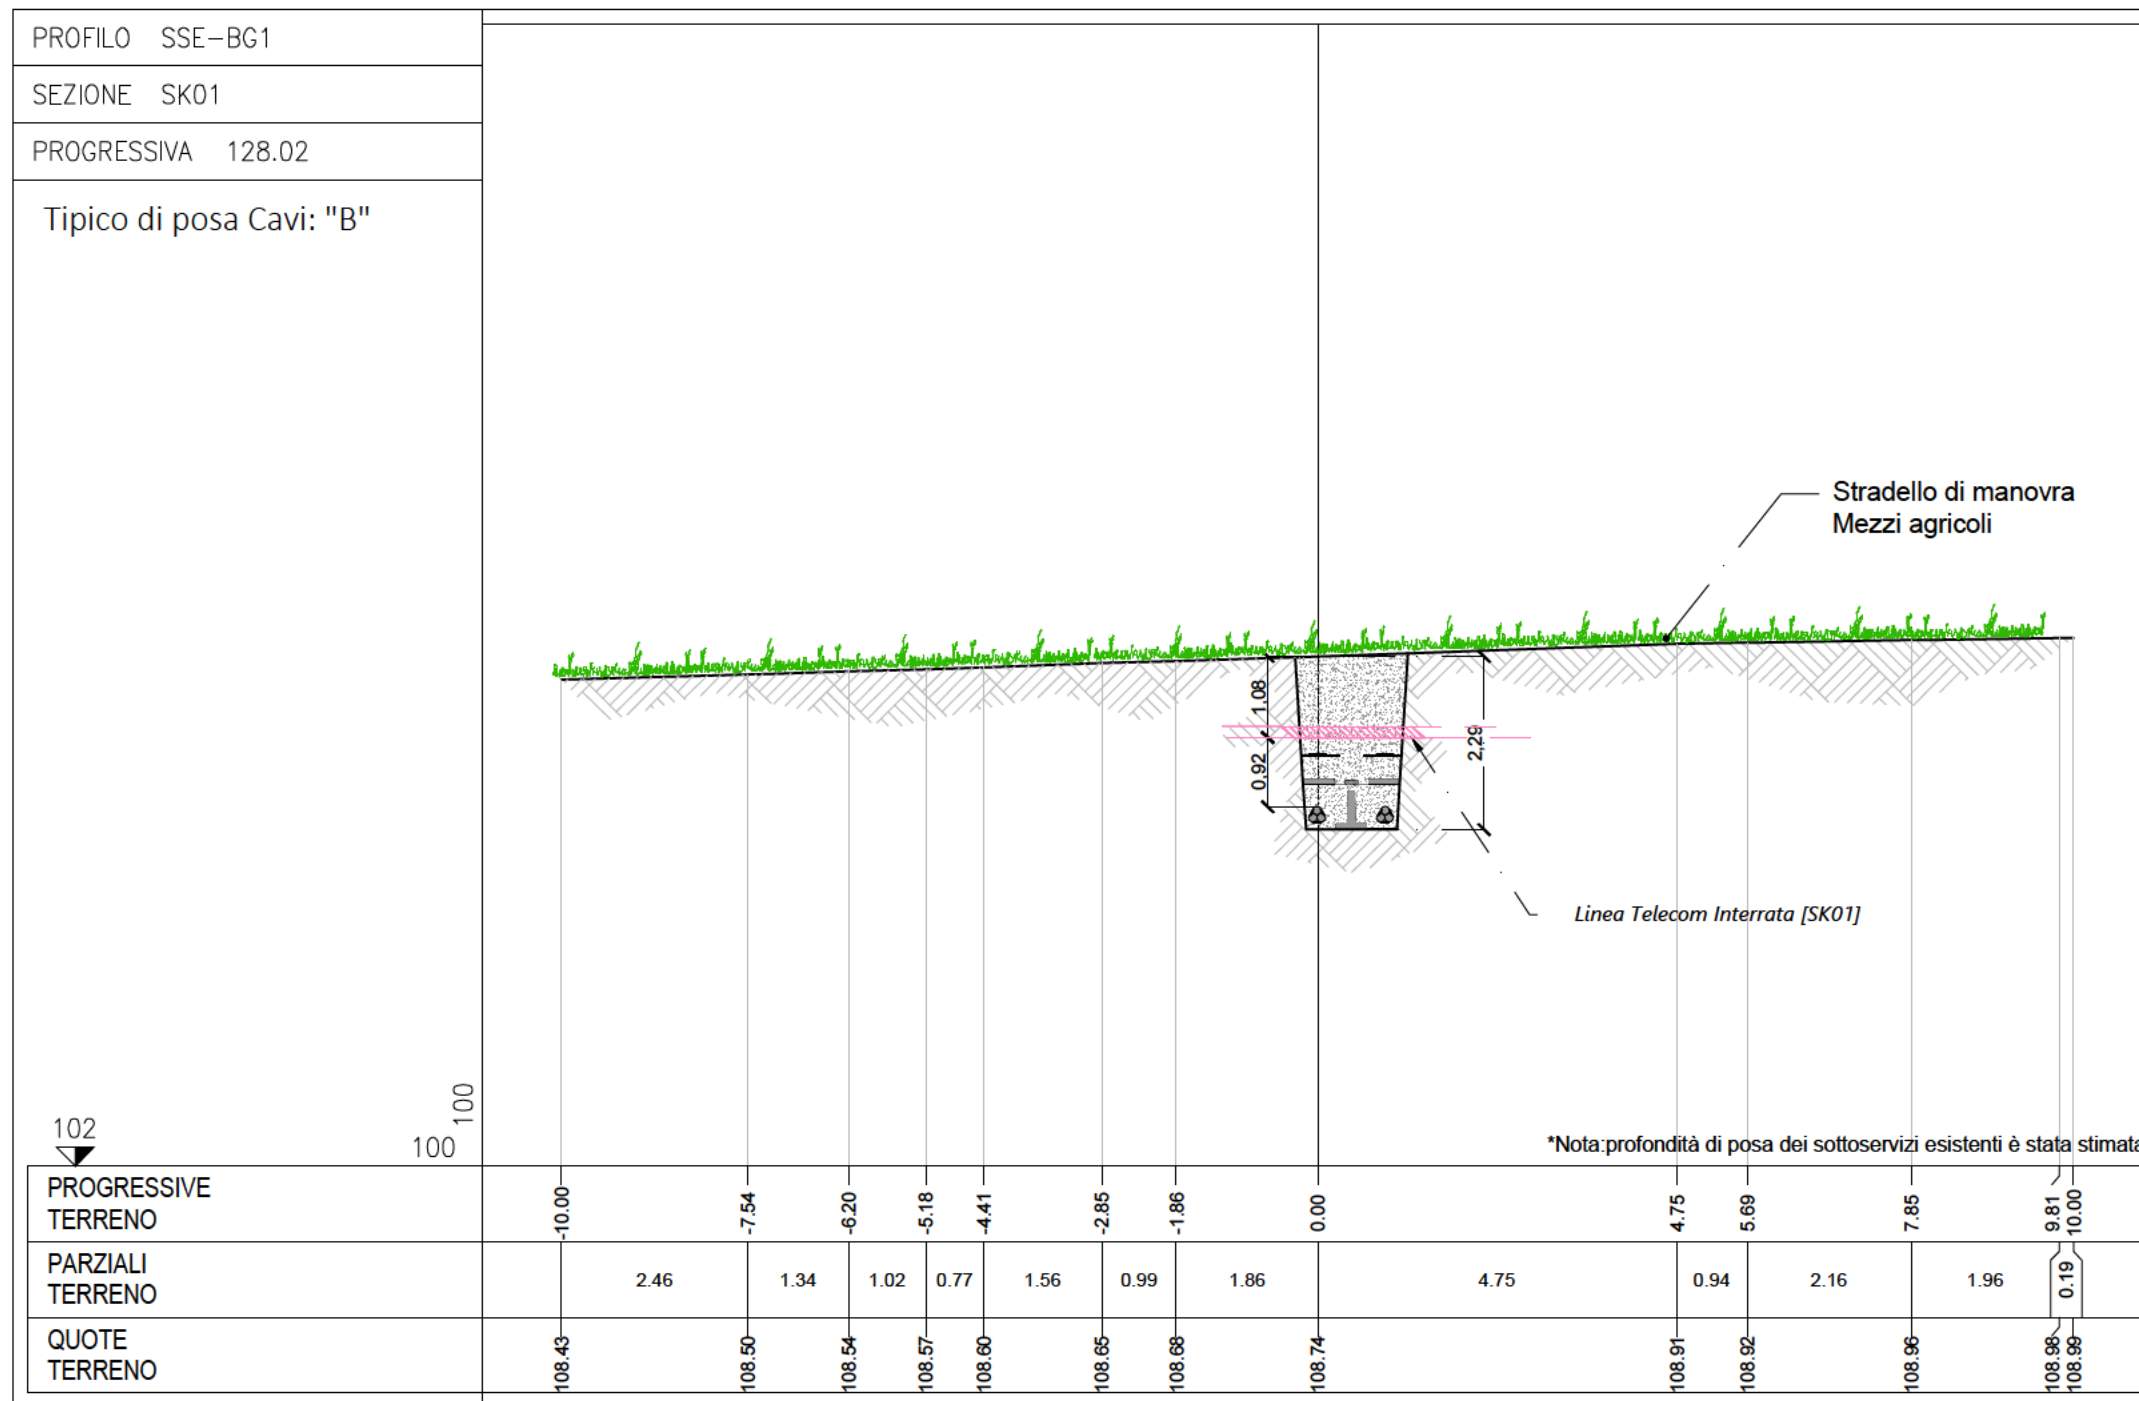 PROFILO SSE-BG1
SEZIONE SK01
PROGRESSIVA 128.02
Tipico di posa Cavi: "B"
Stradello di manovra
Mezzi agricoli
1,08
0,92
2,29
Linea Telecom Interrata [SK01]
102
100
100
*Nota:profondità di posa dei sottoservizi esistenti è stata stimata
PROGRESSIVE
TERRENO
-10.00 -7.54 -6.20 -5.18 -4.41 -2.85 -1.86 0.00 4.75 5.69 7.85 9.81 10.00
PARZIALI
TERRENO
2.46 1.34 1.02 0.77 1.56 0.99 1.86 4.75 0.94 2.16 1.96 0.19
QUOTE
TERRENO
108.43 108.50 108.54 108.57 108.60 108.65 108.68 108.74 108.91 108.92 108.96 108.98 108.99